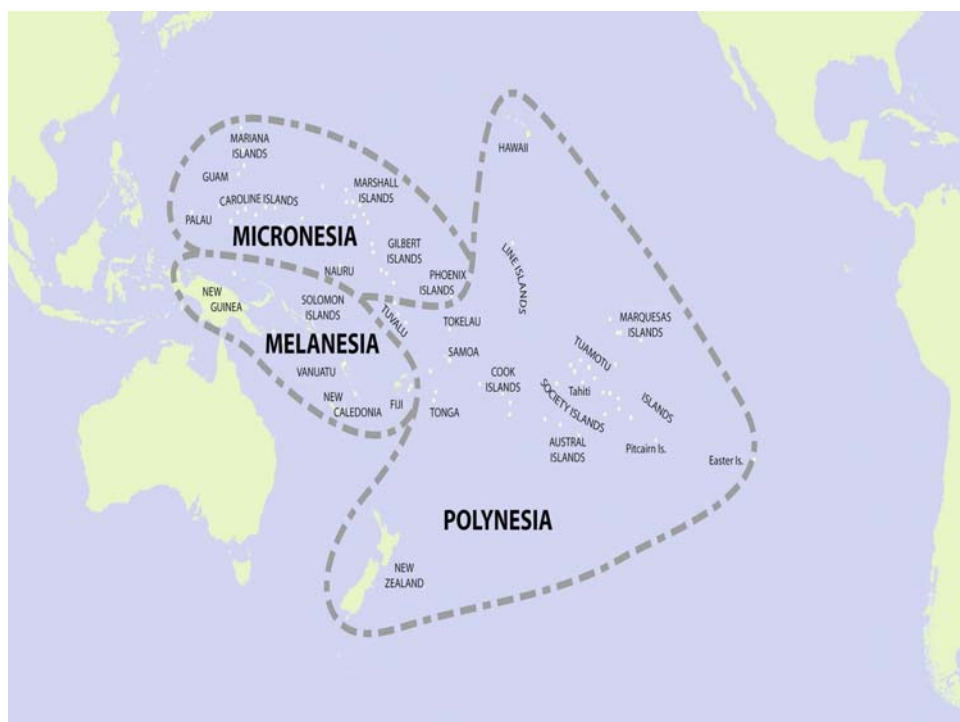 MARIANA
ISLANDS
HAWAII
GUAM
MARSHALL
ISLANDS
CAROLINE ISLANDS
PALAU
MICRONESIA
GILBERT
ISLANDS
LINE ISLANDS
NAURU
PHOENIX
ISLANDS
NEW
GUINEA
SOLOMON
ISLANDS
TUVALU
TOKELAU
MARQUESAS
ISLANDS
MELANESIA
SAMOA
TUAMOTU
ISLANDS
VANUATU
COOK
ISLANDS
Tahiti
SOCIETY ISLANDS
NEW
CALEDONIA
FIJI
TONGA
AUSTRAL
ISLANDS
Pitcairn Is.
Easter Is.
POLYNESIA
NEW
ZEALAND